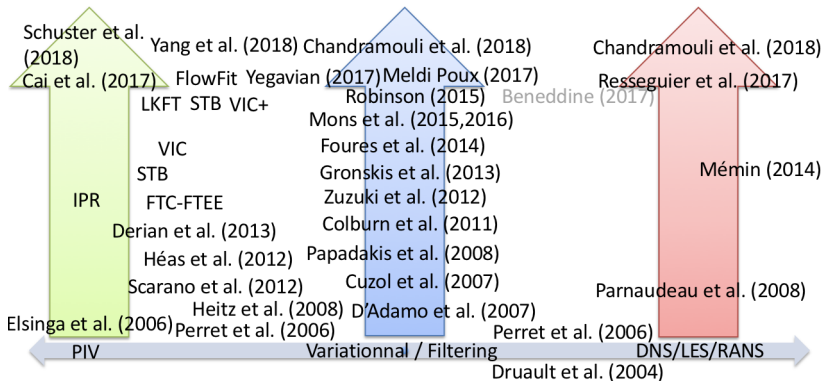 Schuster et al.
(2018)
Yang et al. (2018)
Chandramouli et al. (2018)
Chandramouli et al. (2018)
Cai et al. (2017)
FlowFit
Yegavian (2017)
Meldi Poux (2017)
Resseguier et al. (2017)
LKFT
STB
VIC+
Robinson (2015)
Beneddine (2017)
Mons et al. (2015,2016)
VIC
Foures et al. (2014)
STB
Gronskis et al. (2013)
Mémin (2014)
IPR
FTC-FTEE
Zuzuki et al. (2012)
Derian et al. (2013)
Colburn et al. (2011)
Héas et al. (2012)
Papadakis et al. (2008)
Scarano et al. (2012)
Cuzol et al. (2007)
Parnaudeau et al. (2008)
Heitz et al. (2008)
D'Adamo et al. (2007)
Elsinga et al. (2006)
Perret et al. (2006)
Perret et al. (2006)
PIV
Variationnal / Filtering
DNS/LES/RANS
Druault et al. (2004)